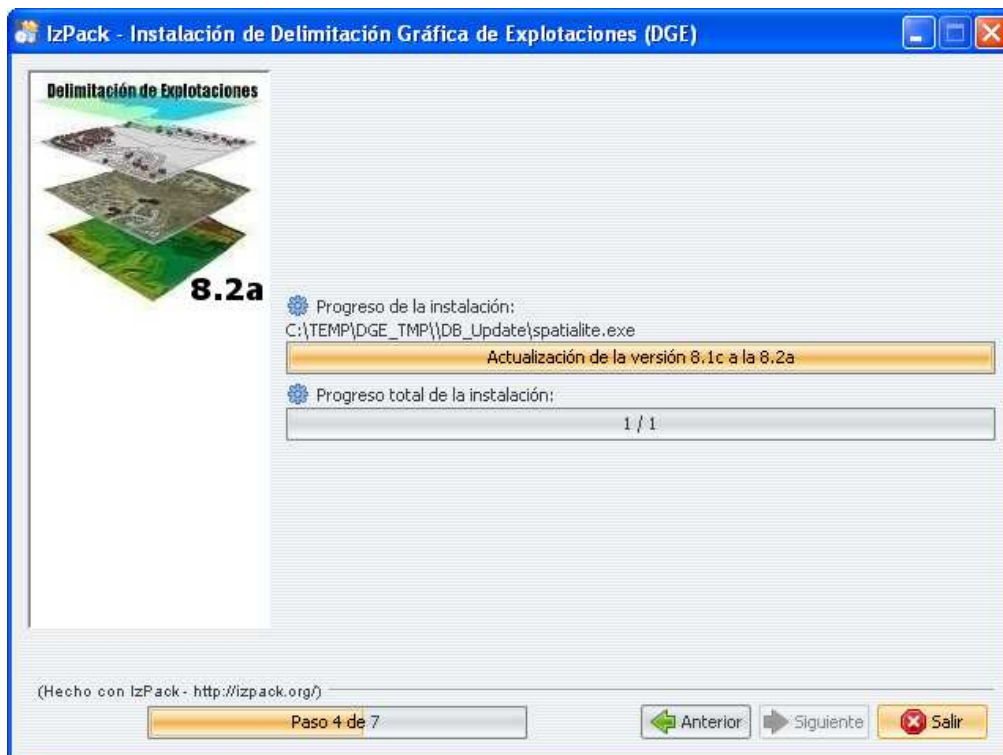 IzPack - Instalación de Delimitación Gráfica de Explotaciones (DGE)
Delimitación de Explotaciones
8.2a
Progreso de la instalación:
C:\TEMP\DGE_TMP\\DB_Update\spatialite.exe
Actualización de la versión 8.1c a la 8.2a
Progreso total de la instalación:
1 / 1
(Hecho con IzPack - http://izpack.org/)
Paso 4 de 7
Anterior
Siguiente
Salir